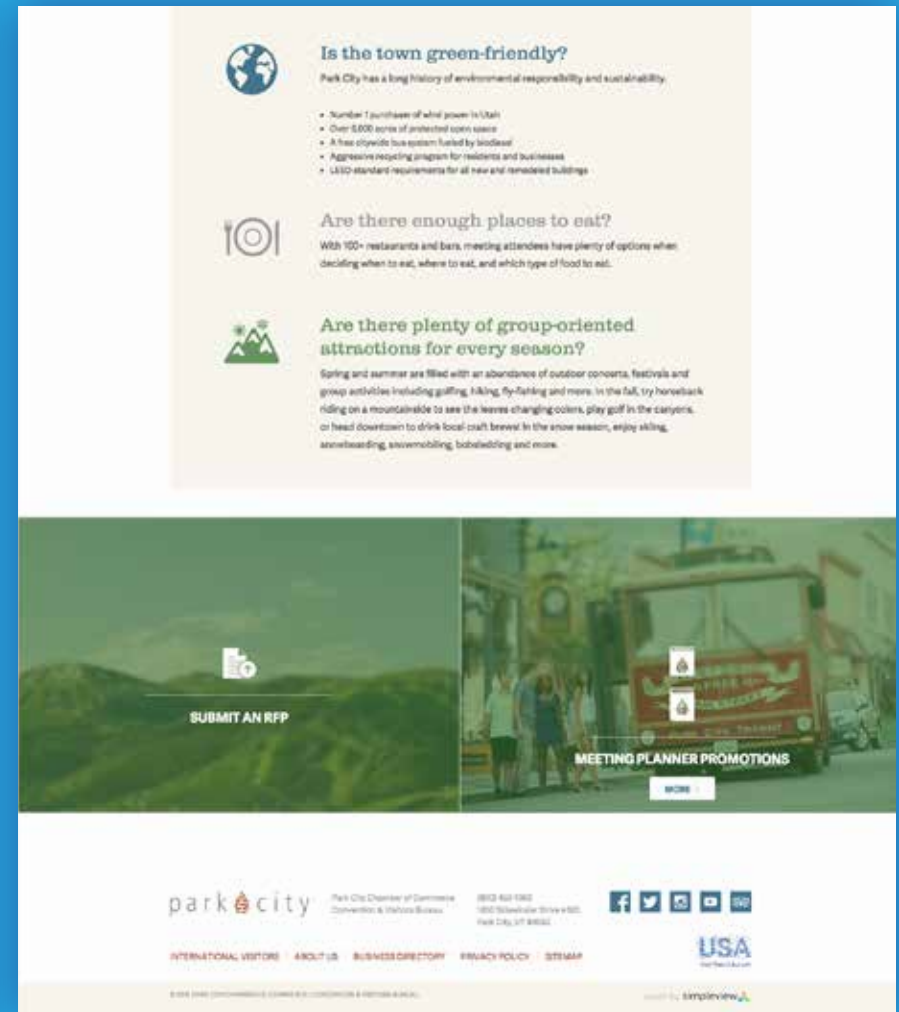 Is the town green-friendly?
Park City has a long history of environmental responsibility and sustainability.
• Number 1 purchaser of wind power in Utah
• Over 8,000 acres of protected open space
• A free citywide bus system fueled by biodiesel
• Aggressive recycling program for residents and businesses
• LEED-standard requirements for all new and remodeled buildings
Are there enough places to eat?
With 100+ restaurants and bars, meeting attendees have plenty of options when
deciding when to eat, where to eat, and which type of food to eat.
Are there plenty of group-oriented
attractions for every season?
Spring and summer are filled with an abundance of outdoor concerts, festivals and
group activities including golfing, hiking, fly-fishing and more. In the fall, try horseback
riding on a mountainside to see the leaves changing colors, play golf in the canyons,
or head downtown to drink local craft brews! In the snow season, enjoy skiing,
snowboarding, snowmobiling, bobsledding and more.
SUBMIT AN RFP
MEETING PLANNER PROMOTIONS
MORE
park city
Park City Chamber of Commerce
Convention & Visitors Bureau
Park City, UT
USA
INTERNATIONAL VISITORS ABOUT US BUSINESS DIRECTORY PRIVACY POLICY SITEMAP
simpleview